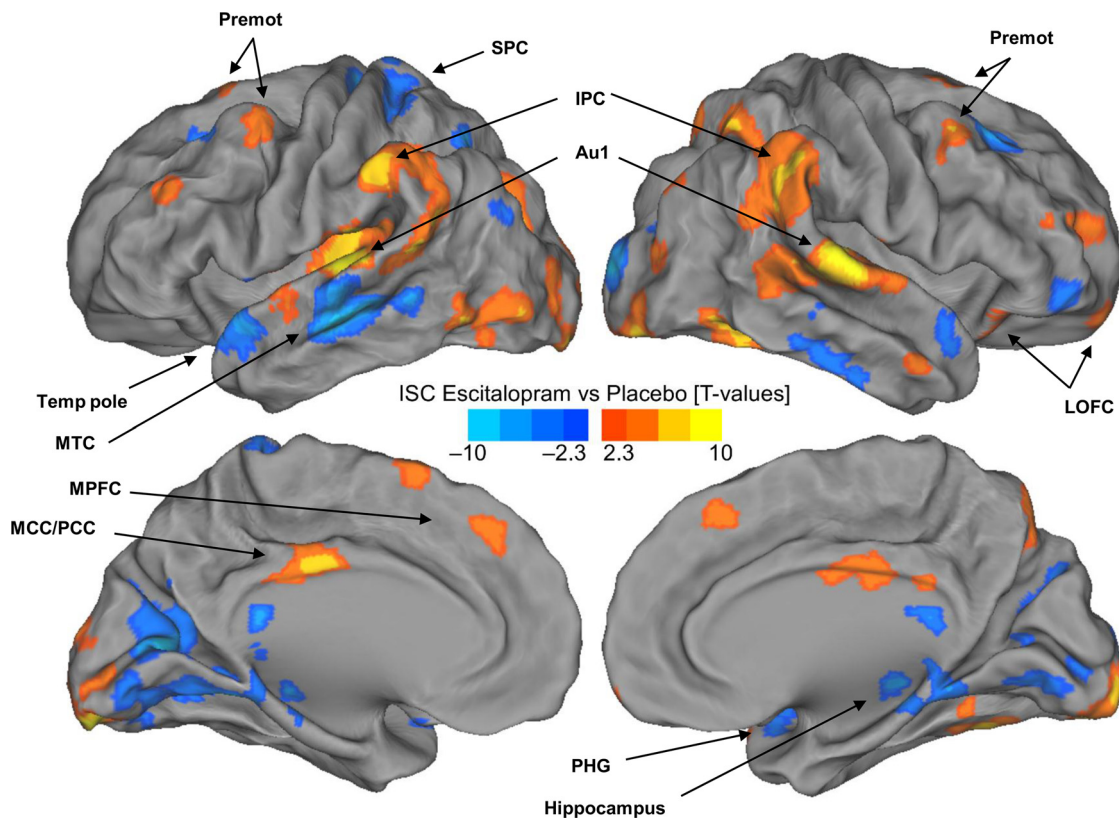 Premot
SPC
Premot
IPC
Au1
Temp pole
MTC
LOFC
ISC Escitalopram vs Placebo [T-values]
–10 –2.3 2.3 10
MPFC
MCC/PCC
PHG
Hippocampus